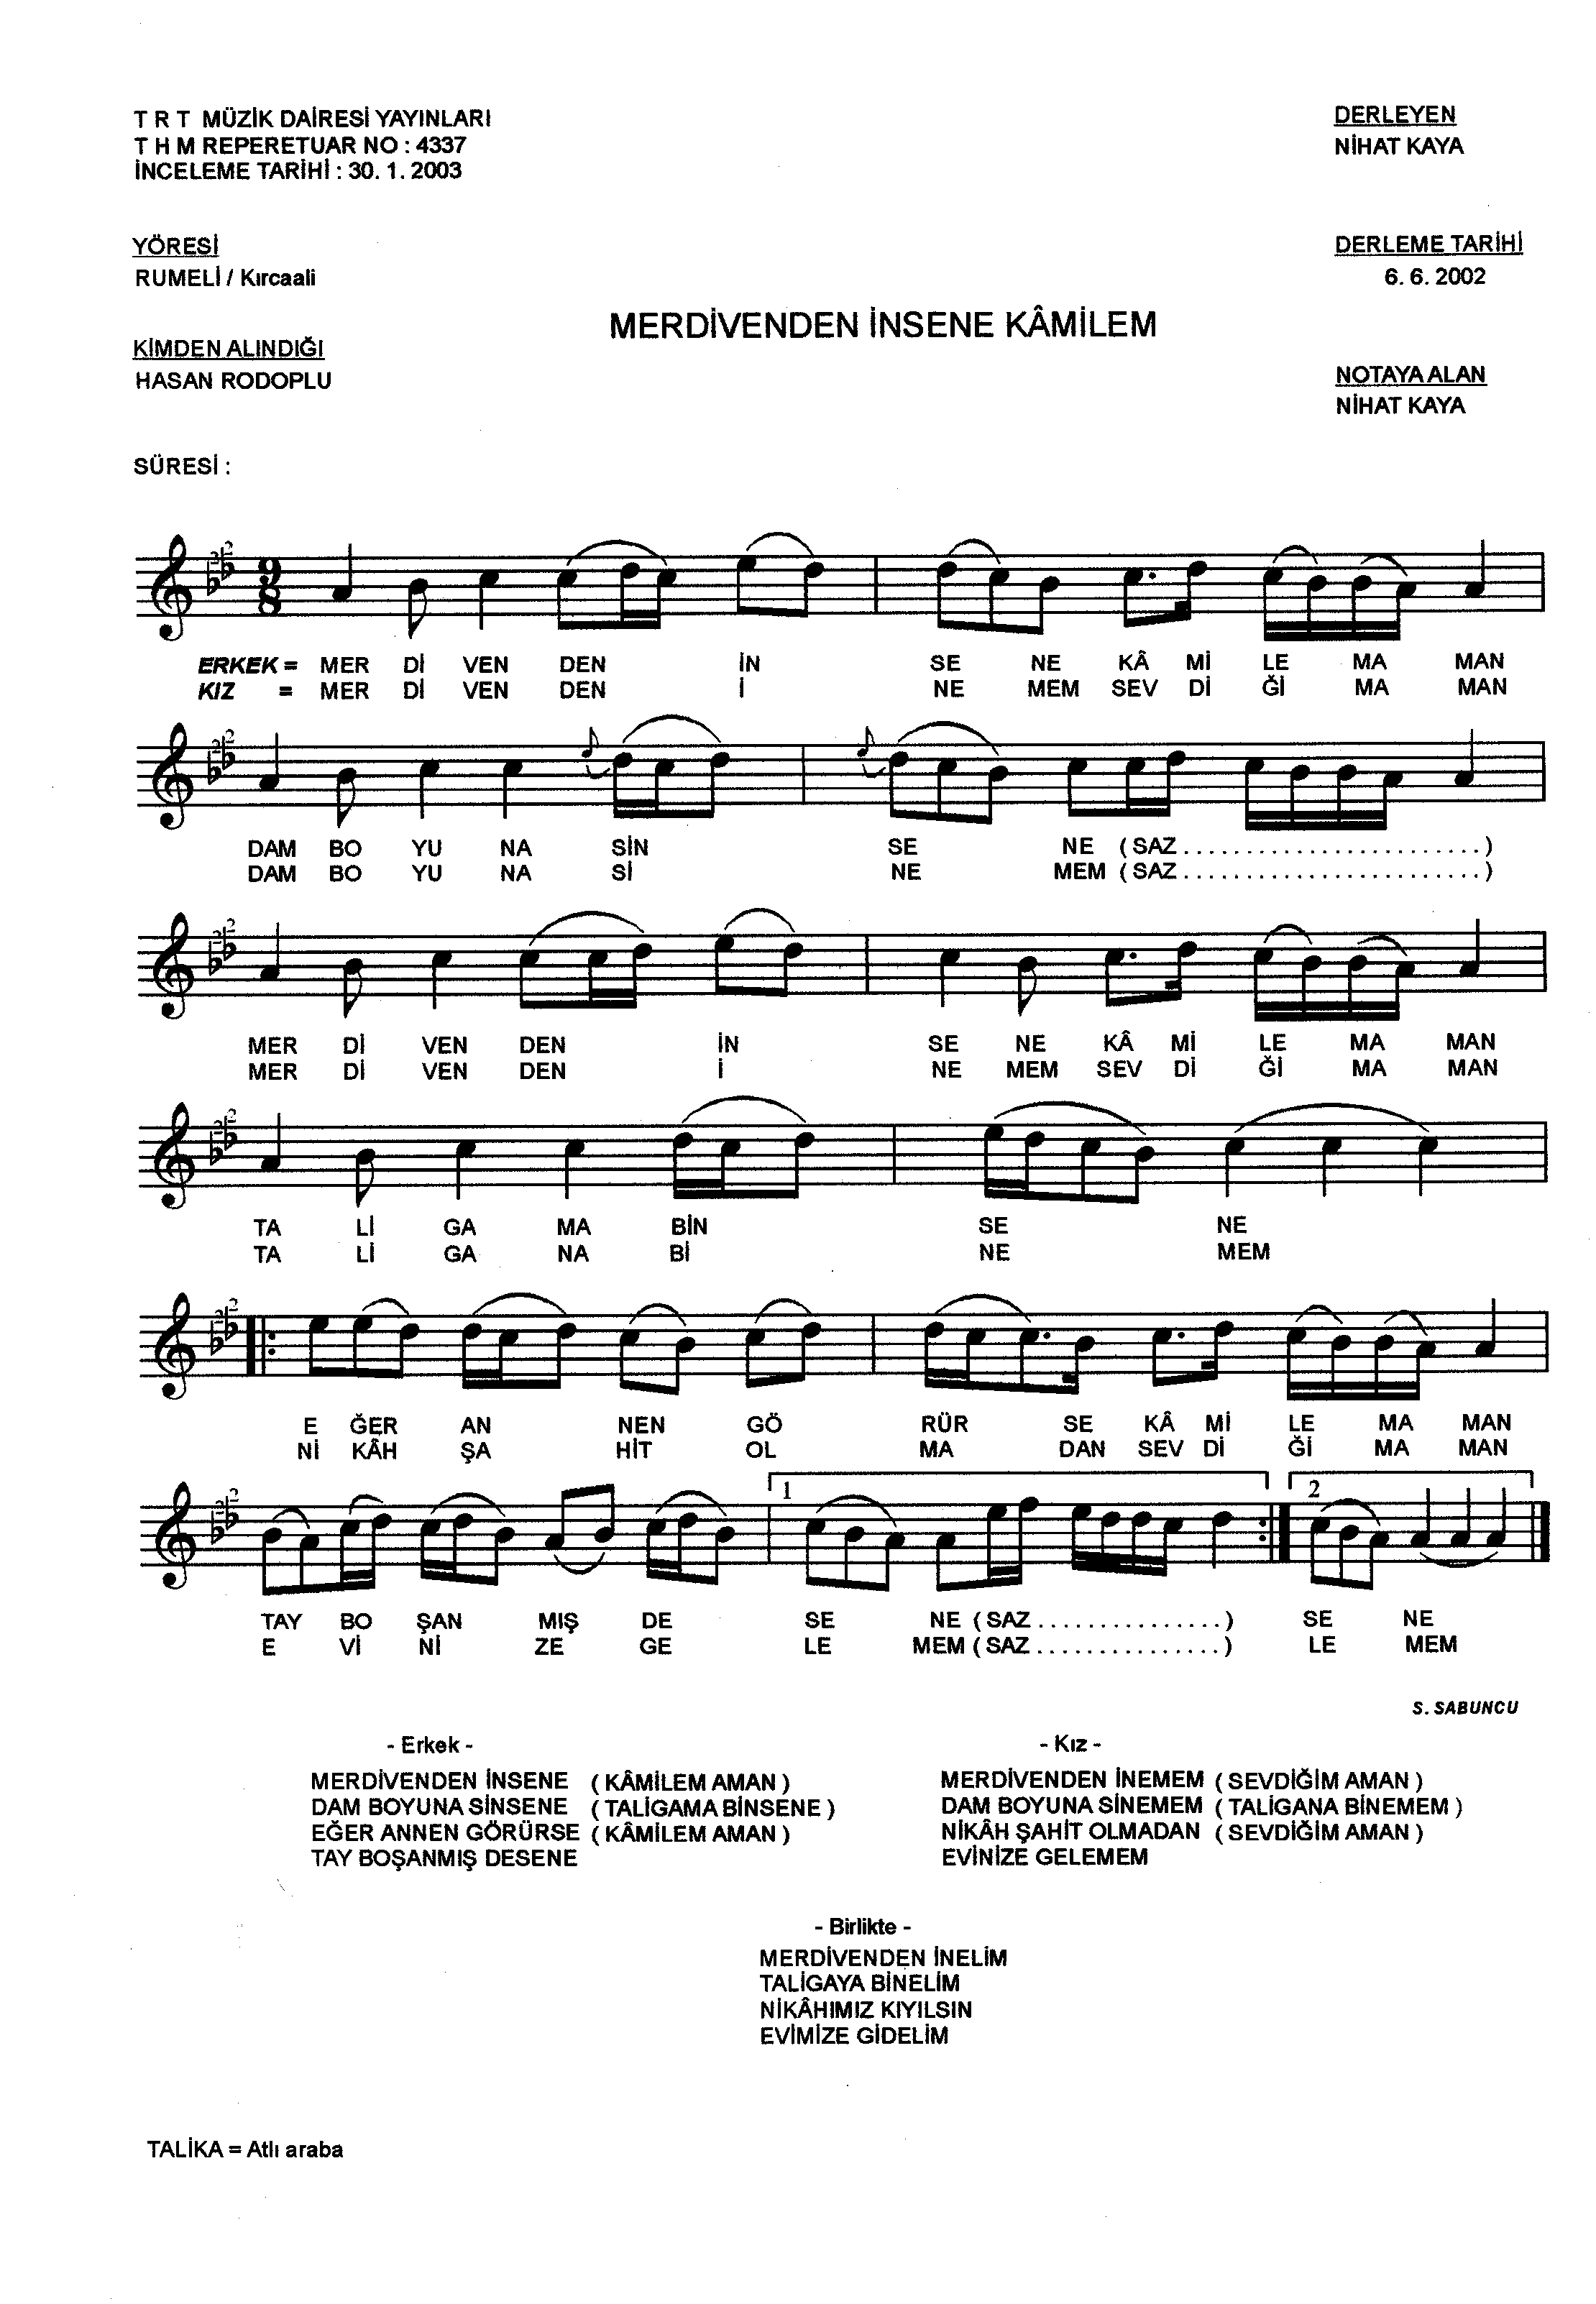 T R T MÜZİK DAİRESİ YAYINLARI
T H M REPERETUAR NO : 4337
İNCELEME TARİHİ : 30. 1. 2003
DERLEYEN
NİHAT KAYA
YÖRESİ
RUMELİ / Kırcaali
DERLEME TARİHİ
6. 6. 2002
MERDİVENDEN İNSENE KÂMİLEM
KİMDEN ALINDIĞI
HASAN RODOPLU
NOTAYA ALAN
NİHAT KAYA
SÜRESİ :
2
9
8
ERKEK = MER Dİ VEN DEN İN SE NE KÂ Mİ LE MA MAN
KIZ = MER Dİ VEN DEN İ NE MEM SEV Dİ Ğİ MA MAN
2
DAM BO YU NA SİN SE NE ( SAZ . . . . . . . . . . . . . . . . . . . . . . . . )
DAM BO YU NA Sİ NE MEM ( SAZ . . . . . . . . . . . . . . . . . . . . . . . . )
2
MER Dİ VEN DEN İN SE NE KÂ Mİ LE MA MAN
MER Dİ VEN DEN İ NE MEM SEV Dİ Ğİ MA MAN
2
TA Lİ GA MA BİN SE NE
TA Lİ GA NA Bİ NE MEM
2
E ĞER AN NEN GÖ RÜR SE KÂ Mİ LE MA MAN
Nİ KÂH ŞA HİT OL MA DAN SEV Dİ Ğİ MA MAN
2 1 2
TAY BO ŞAN MIŞ DE SE NE ( SAZ . . . . . . . . . . . . . . . ) SE NE
E Vİ Nİ ZE GE LE MEM ( SAZ . . . . . . . . . . . . . . . ) LE MEM
S. SABUNCU
- Erkek -
MERDİVENDEN İNSENE ( KÂMİLEM AMAN )
DAM BOYUNA SİNSENE ( TALİGAMA BİNSENE )
EĞER ANNEN GÖRÜRSE ( KÂMİLEM AMAN )
TAY BOŞANMIŞ DESENE
- Kız -
MERDİVENDEN İNEMEM ( SEVDİĞİM AMAN )
DAM BOYUNA SİNEMEM ( TALİGANA BİNEMEM )
NİKÂH ŞAHİT OLMADAN ( SEVDİĞİM AMAN )
EVİNİZE GELEMEM
- Birlikte -
MERDİVENDEN İNELİM
TALİGAYA BİNELİM
NİKÂHIMIZ KIYILSIN
EVİMİZE GİDELİM
TALİKA = Atlı araba